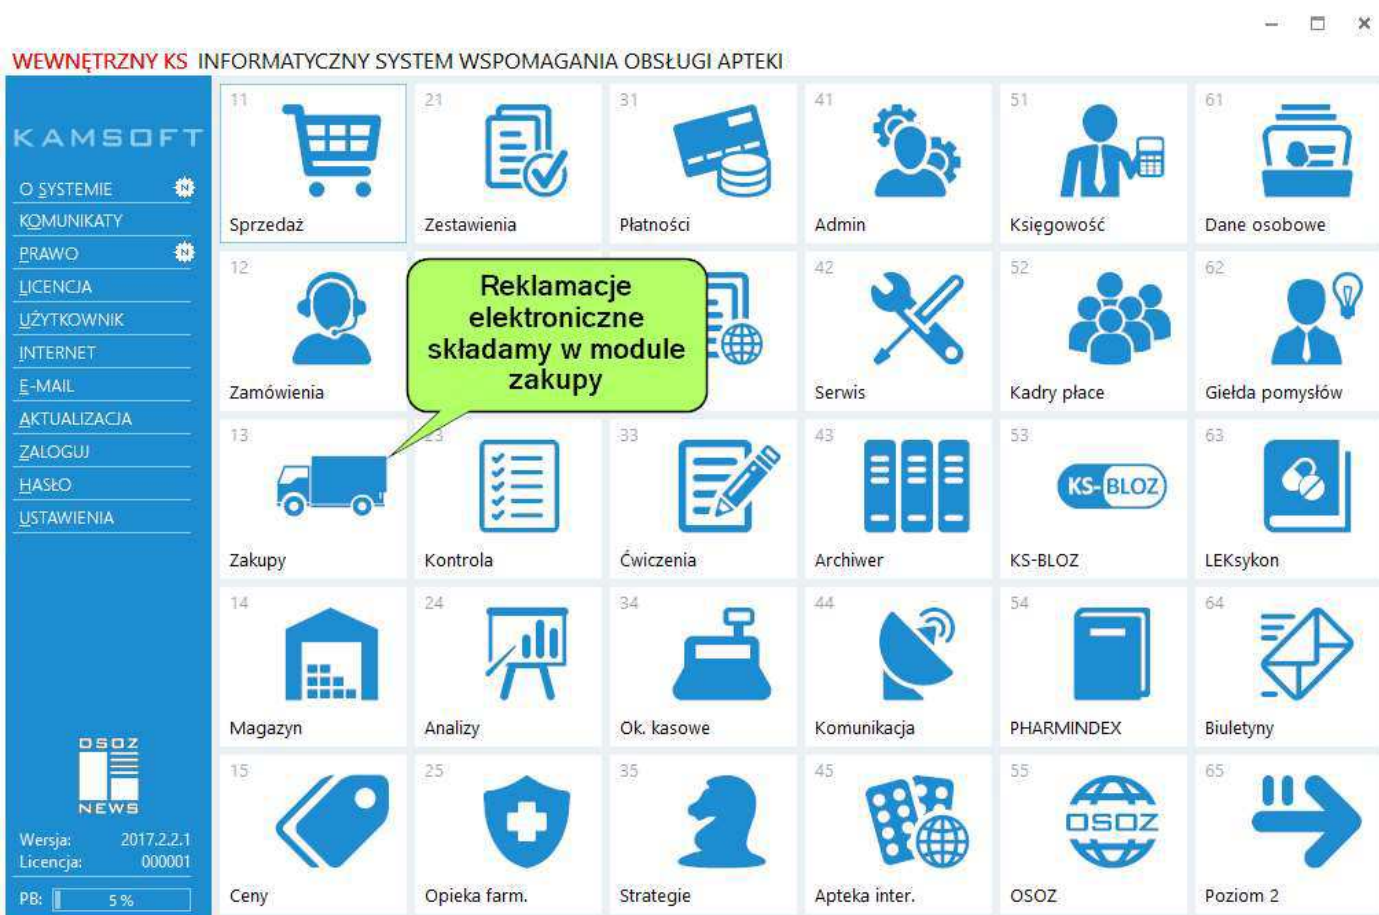 WEWNĘTRZNY KS INFORMATYCZNY SYSTEM WSPOMAGANIA OBSŁUGI APTEKI
KAMSOFT
O SYSTEMIE N
KOMUNIKATY
PRAWO N
LICENCJA
UŻYTKOWNIK
INTERNET
E-MAIL
AKTUALIZACJA
ZALOGUJ
HASŁO
USTAWIENIA
OSOZ
NEWS
Wersja: 2017.2.2.1
Licencja: 000001
PB: 5 %
11 21 31 41 51 61
Sprzedaż Zestawienia Płatności Admin Księgowość Dane osobowe
12 42 52 62
Reklamacje
elektroniczne
składamy w module
zakupy
Zamówienia Serwis Kadry płace Giełda pomysłów
13 23 33 43 53 63
KS-BLOZ
Zakupy Kontrola Ćwiczenia Archiwer KS-BLOZ LEKsykon
14 24 34 44 54 64
Magazyn Analizy Ok. kasowe Komunikacja PHARMINDEX Biuletyny
15 25 35 45 55 65
OSOZ
Ceny Opieka farm. Strategie Apteka inter. OSOZ Poziom 2